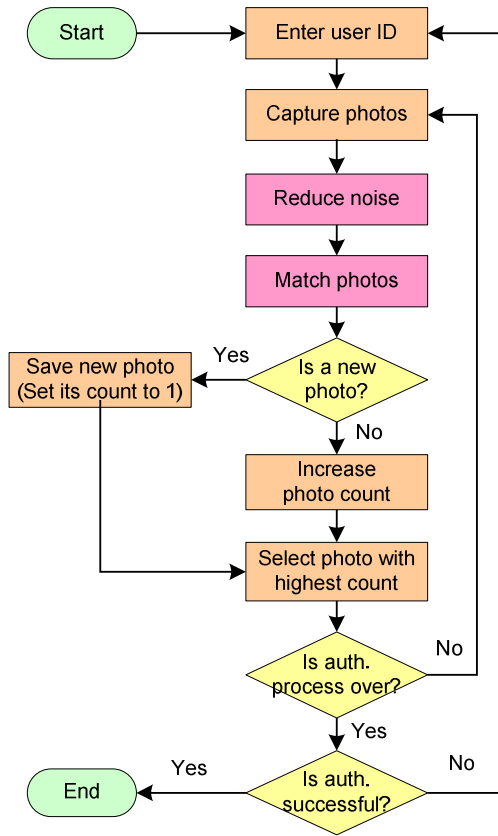 Start
Enter user ID
Capture photos
Reduce noise
Match photos
Is a new
photo?
Yes
Save new photo
(Set its count to 1)
No
Increase
photo count
Select photo with
highest count
Is auth.
process over?
No
Yes
Is auth.
successful?
No
Yes
End